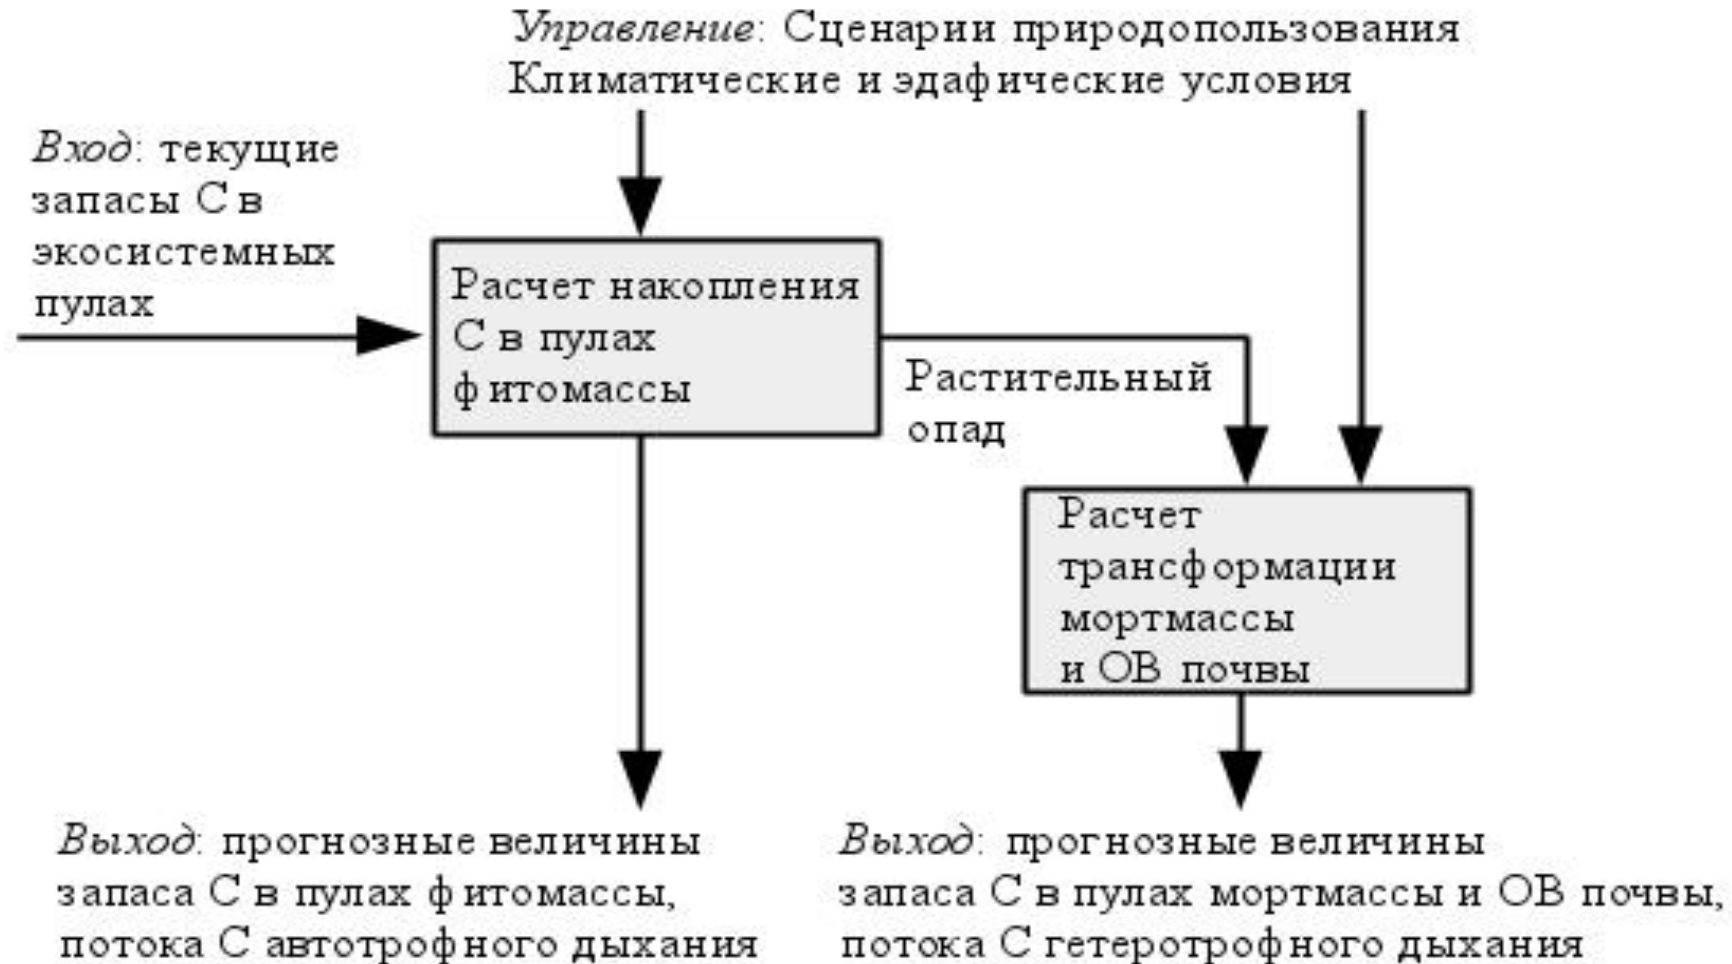 Управление: Сценарии природопользования
Климатические и эдафические условия
Вход: текущие
запасы С в
экосистемных
пулах
Расчет накопления
С в пулах
фитомассы
Растительный
опад
Расчет
трансформации
мортмассы
и ОВ почвы
Выход: прогнозные величины
запаса С в пулах фитомассы,
потока С автотрофного дыхания
Выход: прогнозные величины
запаса С в пулах мортмассы и ОВ почвы,
потока С гетеротрофного дыхания